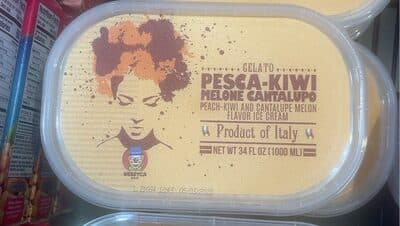 GELATO
PESCA-KIWI
MELONE CANTALUPO
PEACH-KIWI AND CANTALUPE MELON
FLAVOR ICE CREAM
Product of Italy
NET WT 34 FL OZ (1000 ML)